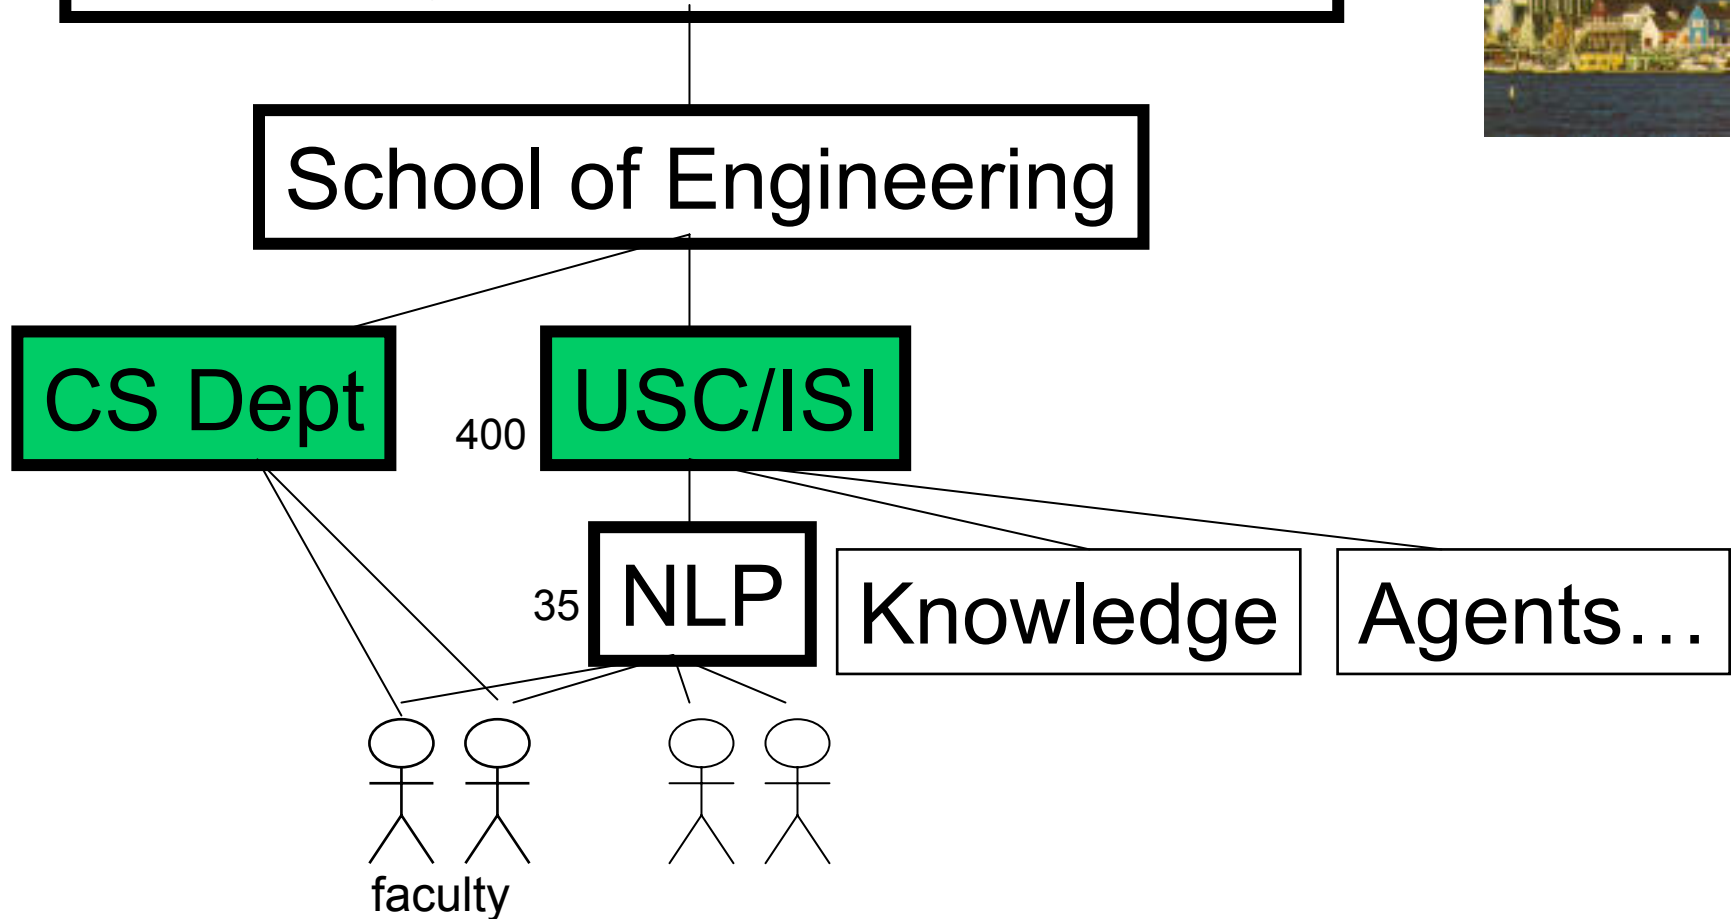 School of Engineering
CS Dept
400
USC/ISI
35
NLP
Knowledge
Agents…
faculty